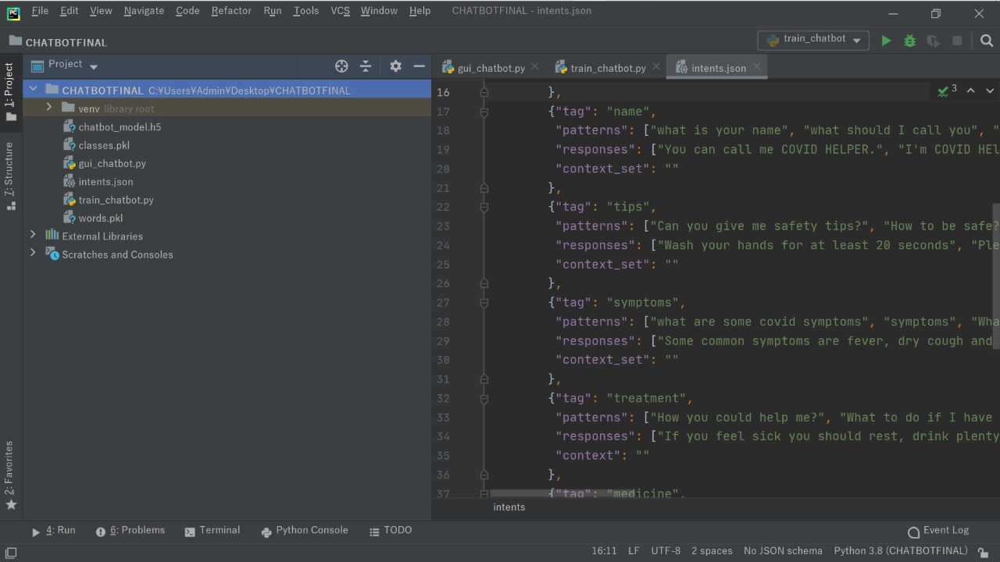 PC File Edit View Navigate Code Refactor Run Tools VCS Window Help CHATBOTFINAL - intents.json
CHATBOTFINAL
train_chatbot
Project
gui_chatbot.py
train_chatbot.py
intents.json
1: Project
7: Structure
2: Favorites
CHATBOTFINAL C:¥Users¥Admin¥Desktop¥CHATBOTFINAL
venv library root
chatbot_model.h5
classes.pkl
gui_chatbot.py
intents.json
train_chatbot.py
words.pkl
External Libraries
Scratches and Consoles
3
16 },
17 {"tag": "name",
18 "patterns": ["what is your name", "what should I call you", "
19 "responses": ["You can call me COVID HELPER.", "I'm COVID HEL
20 "context_set": ""
21 },
22 {"tag": "tips",
23 "patterns": ["Can you give me safety tips?", "How to be safe?
24 "responses": ["Wash your hands for at least 20 seconds", "Ple
25 "context_set": ""
26 },
27 {"tag": "symptoms",
28 "patterns": ["what are some covid symptoms", "symptoms", "Wha
29 "responses": ["Some common symptoms are fever, dry cough and
30 "context_set": ""
31 },
32 {"tag": "treatment",
33 "patterns": ["How you could help me?", "What to do if I have
34 "responses": ["If you feel sick you should rest, drink plenty
35 "context": ""
36 },
37 {"tag": "medicine",
intents
4: Run 6: Problems Terminal Python Console TODO Event Log
16:11 LF UTF-8 2 spaces No JSON schema Python 3.8 (CHATBOTFINAL)